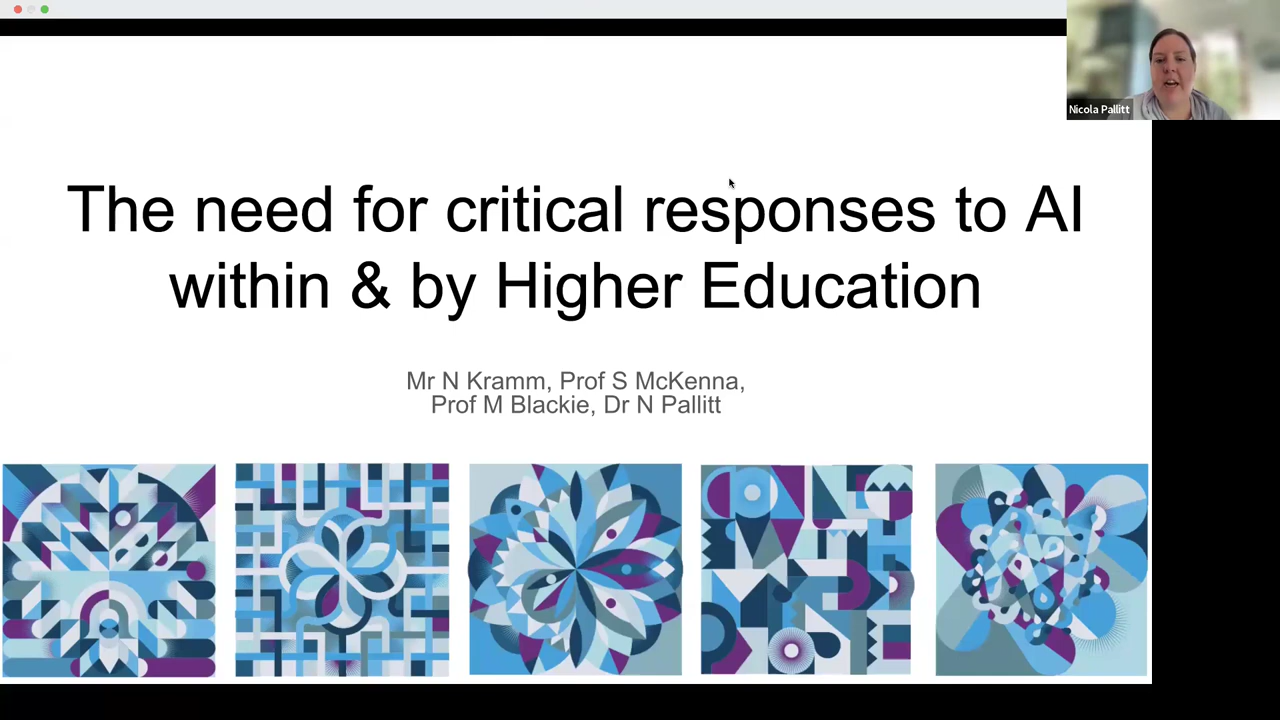 Nicola Pallitt
The need for critical responses to AI
within & by Higher Education
Mr N Kramm, Prof S McKenna,
Prof M Blackie, Dr N Pallitt